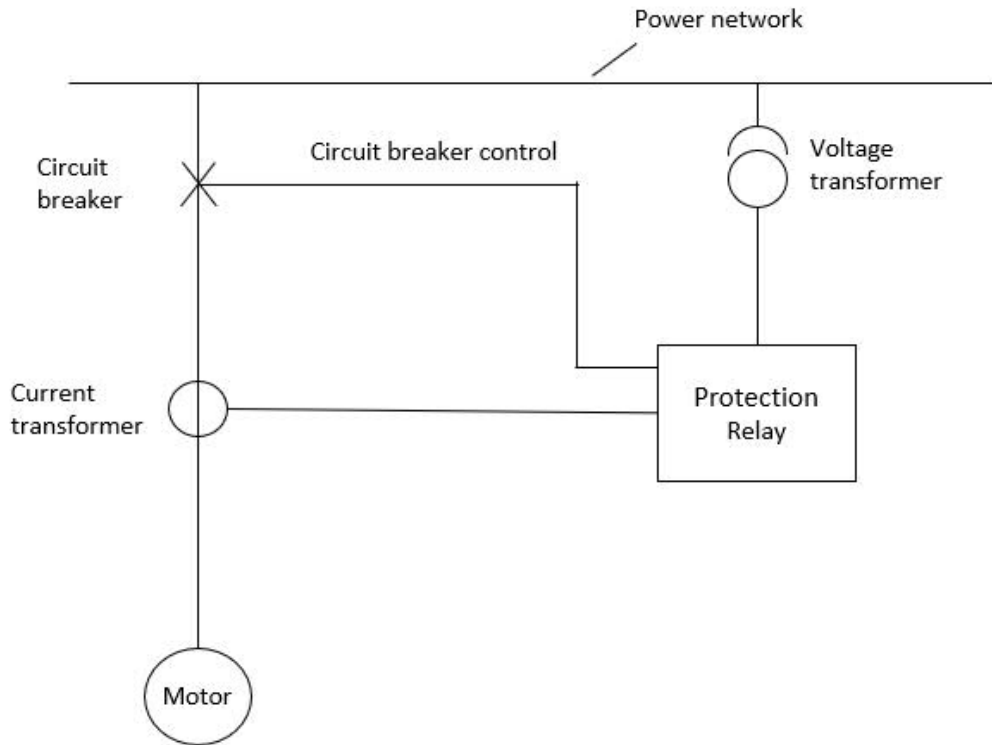 Power network
Circuit breaker control
Circuit
breaker
Voltage
transformer
Current
transformer
Protection
Relay
Motor